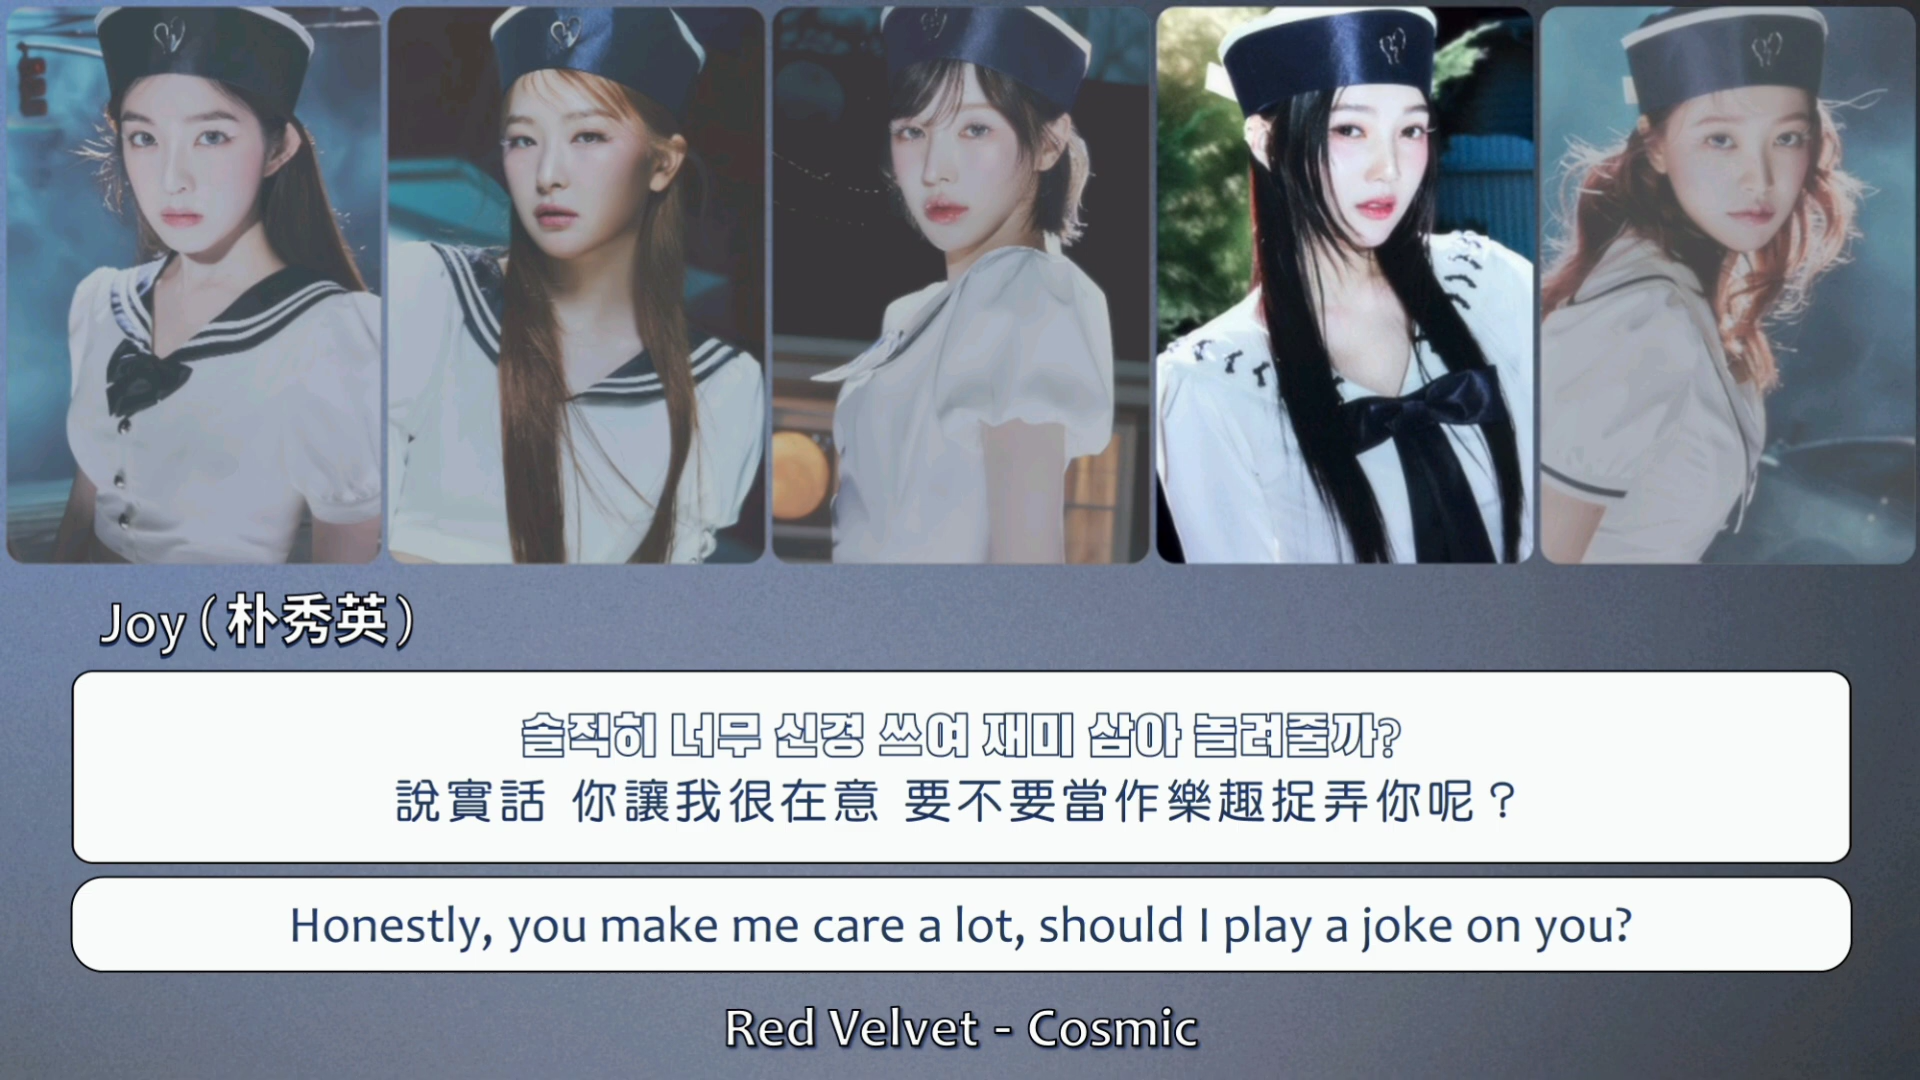 Joy（朴秀英）
솔직히 너무 신경 쓰여 재미 삼아 놀려줄까?
說實話 你讓我很在意 要不要當作樂趣捉弄你呢？
Honestly, you make me care a lot, should I play a joke on you?
Red Velvet - Cosmic